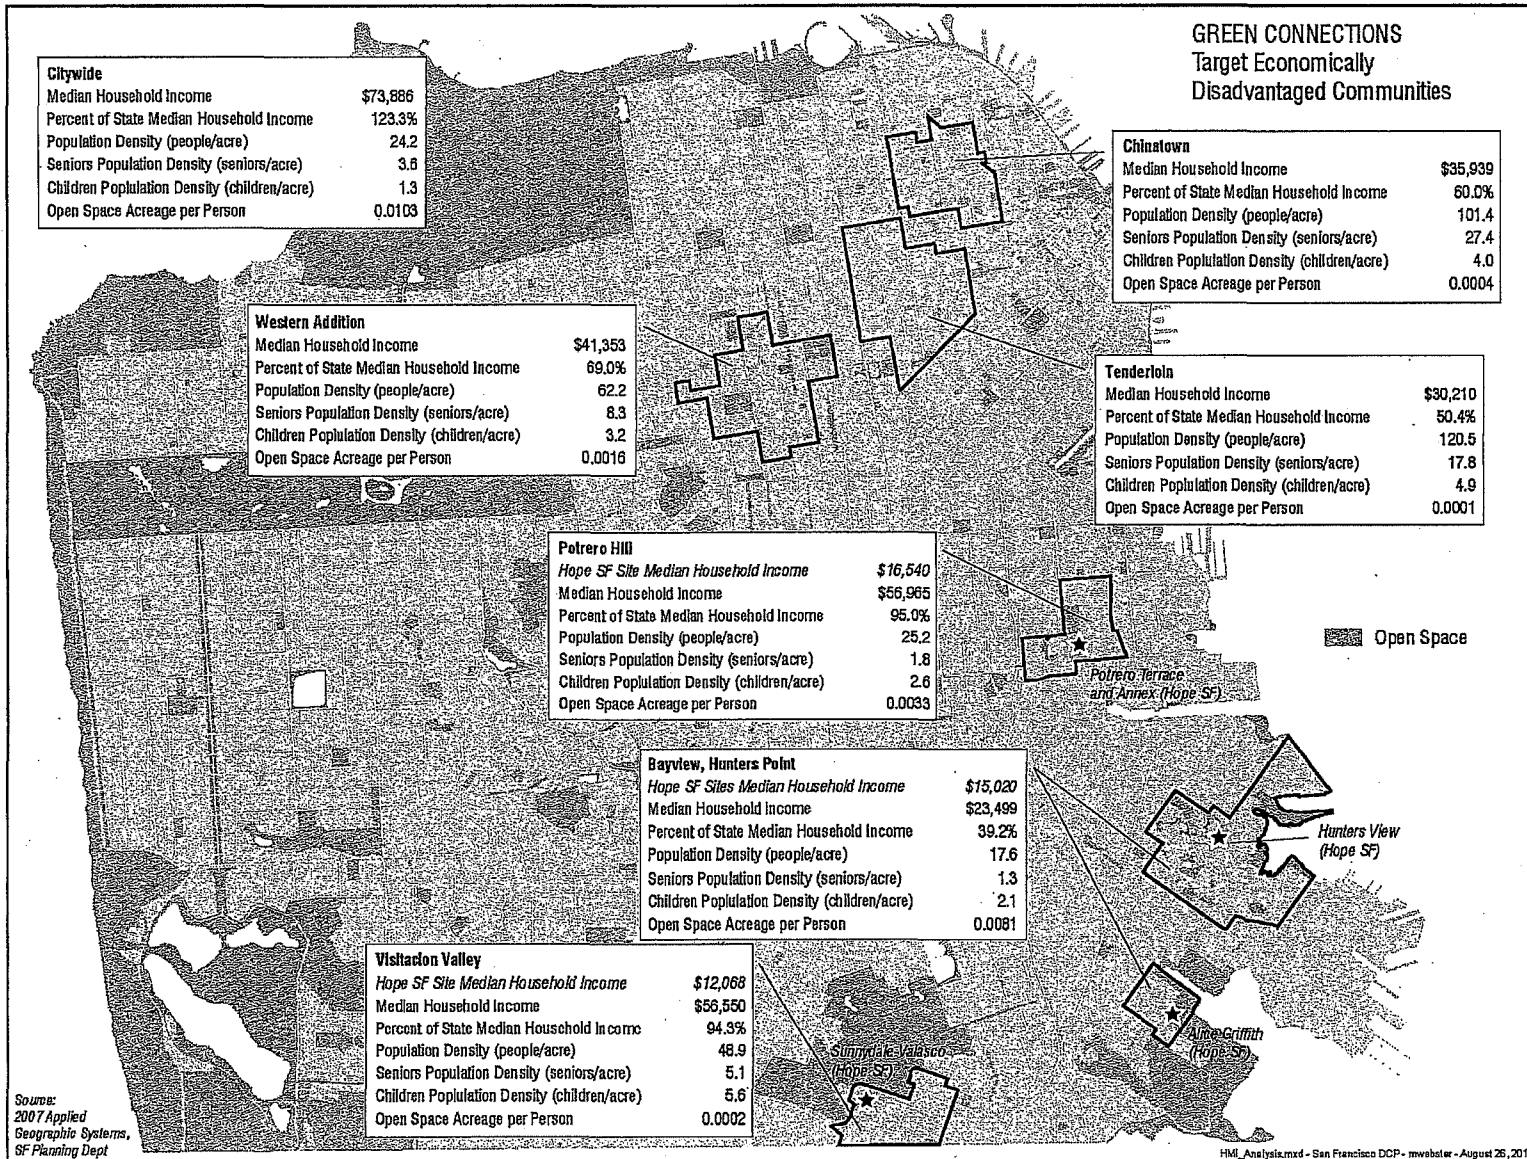 GREEN CONNECTIONS
Target Economically
Disadvantaged Communities
Citywide
Median Household Income $73,886
Percent of State Median Household Income 123.3%
Population Density (people/acre) 24.2
Seniors Population Density (seniors/acre) 3.6
Children Poplulation Density (children/acre) 1.3
Open Space Acreage per Person 0.0103
Chinatown
Median Household Income $35,939
Percent of State Median Household Income 60.0%
Population Density (people/acre) 101.4
Seniors Population Density (seniors/acre) 27.4
Children Poplulation Density (children/acre) 4.0
Open Space Acreage per Person 0.0004
Western Addition
Median Household Income $41,353
Percent of State Median Household Income 69.0%
Population Density (people/acre) 62.2
Seniors Population Density (seniors/acre) 8.3
Children Poplulation Density (children/acre) 3.2
Open Space Acreage per Person 0.0016
Tenderloin
Median Household Income $30,210
Percent of State Median Household Income 50.4%
Population Density (people/acre) 120.5
Seniors Population Density (seniors/acre) 17.8
Children Poplulation Density (children/acre) 4.9
Open Space Acreage per Person 0.0001
Potrero Hill
Hope SF Site Median Household Income $16,540
Median Household Income $56,965
Percent of State Median Household Income 95.0%
Population Density (people/acre) 25.2
Seniors Population Density (seniors/acre) 1.8
Children Poplulation Density (children/acre) 2.6
Open Space Acreage per Person 0.0033
Open Space
Potrero Terrace
and Annex (Hope SF)
Bayview, Hunters Point
Hope SF Sites Median Household Income $15,020
Median Household Income $23,499
Percent of State Median Household Income 39.2%
Population Density (people/acre) 17.6
Seniors Population Density (seniors/acre) 1.3
Children Poplulation Density (children/acre) 2.1
Open Space Acreage per Person 0.0081
Hunters View
(Hope SF)
Visitacion Valley
Hope SF Site Median Household Income $12,068
Median Household Income $56,550
Percent of State Median Household Income 94.3%
Population Density (people/acre) 48.9
Seniors Population Density (seniors/acre) 5.1
Children Poplulation Density (children/acre) 5.6
Open Space Acreage per Person 0.0002
Alice Griffith
(Hope SF)
Sunnydale-Valasco
(Hope SF)
Source:
2007 Applied
Geographic Systems,
SF Planning Dept
HMI_Analysis.mxd - San Francisco DCP - mwebster - August 26, 201